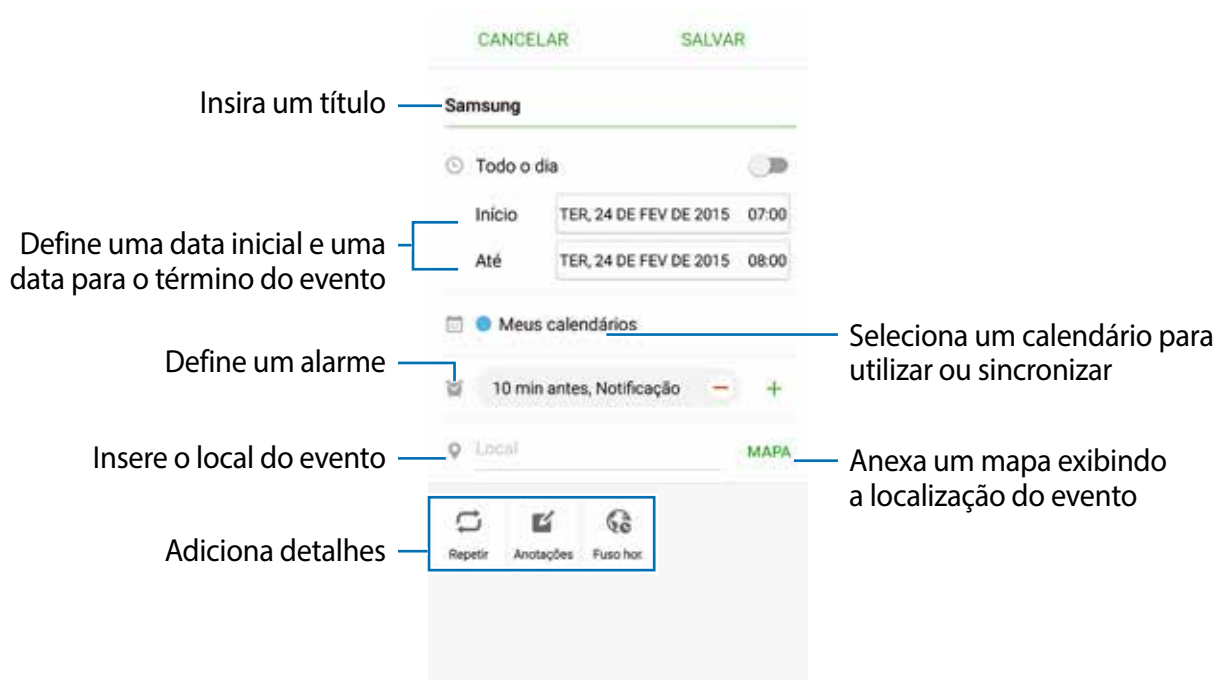 CANCELAR SALVAR
Insira um título
Samsung
Todo o dia
Início TER, 24 DE FEV DE 2015 07:00
Define uma data inicial e uma
data para o término do evento
Até TER, 24 DE FEV DE 2015 08:00
Meus calendários
Seleciona um calendário para
utilizar ou sincronizar
Define um alarme
10 min antes, Notificação
Insere o local do evento
Local MAPA
Anexa um mapa exibindo
a localização do evento
Adiciona detalhes
Repetir Anotações Fuso hor.